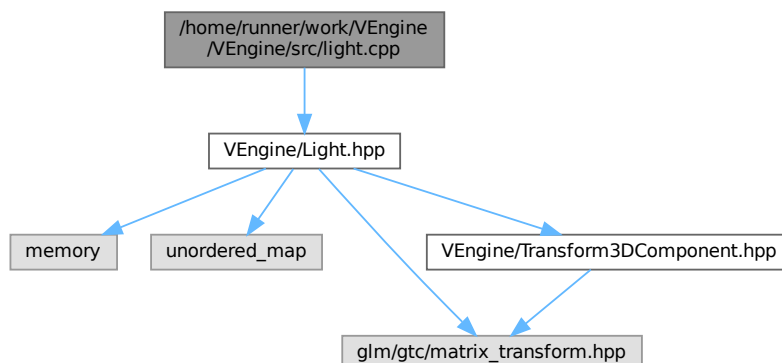 /home/runner/work/VEngine
/VEngine/src/light.cpp
VEngine/Light.hpp
memory
unordered_map
VEngine/Transform3DComponent.hpp
glm/gtc/matrix_transform.hpp